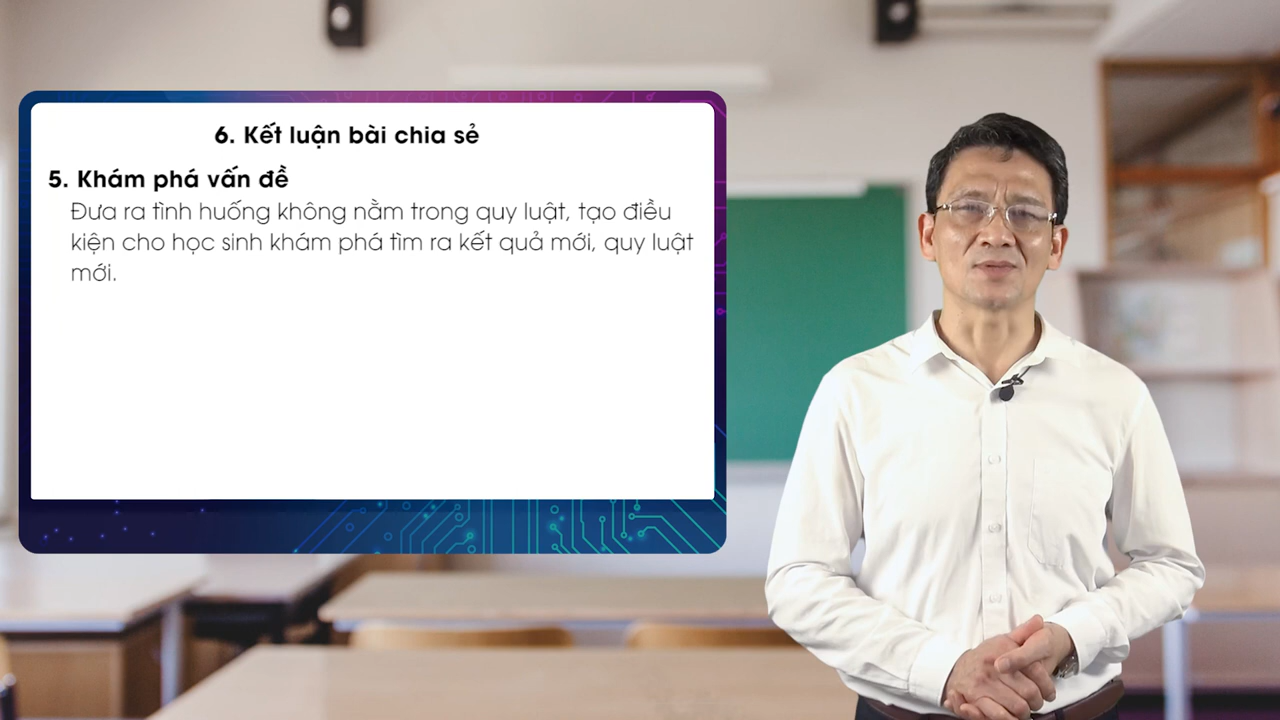 6. Kết luận bài chia sẻ
5. Khám phá vấn đề
Đưa ra tình huống không nằm trong quy luật, tạo điều
kiện cho học sinh khám phá tìm ra kết quả mới, quy luật
mới.